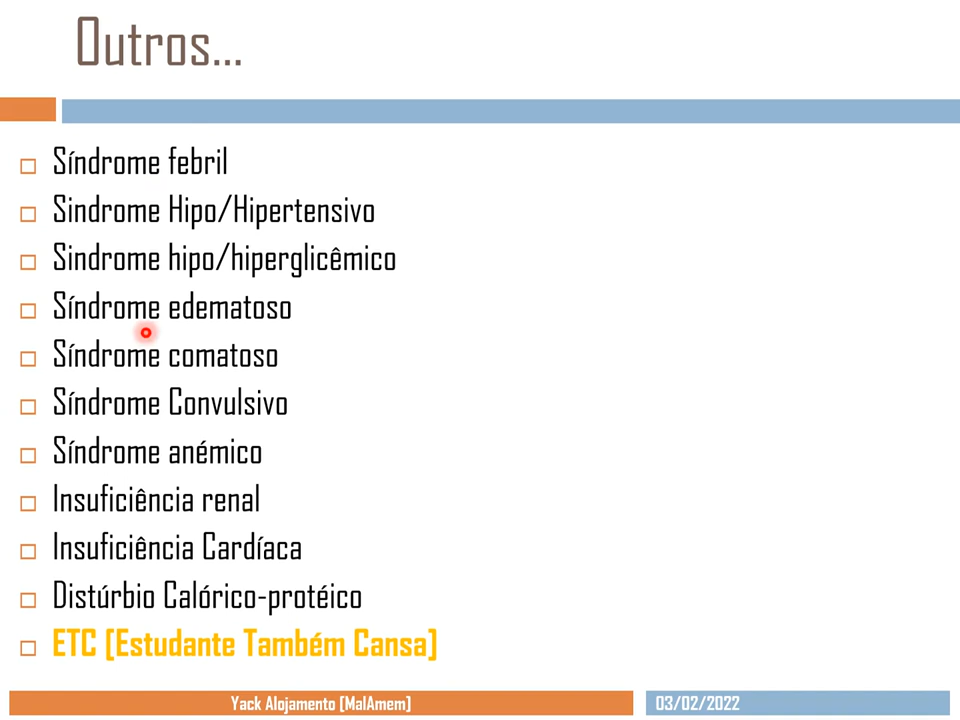 Outros...
Síndrome febril
Sindrome Hipo/Hipertensivo
Sindrome hipo/hiperglicêmico
Síndrome edematoso
Síndrome comatoso
Síndrome Convulsivo
Síndrome anémico
Insuficiência renal
Insuficiência Cardíaca
Distúrbio Calórico-protéico
ETC [Estudante Também Cansa]
Yack Alojamento [MalAmem]
03/02/2022